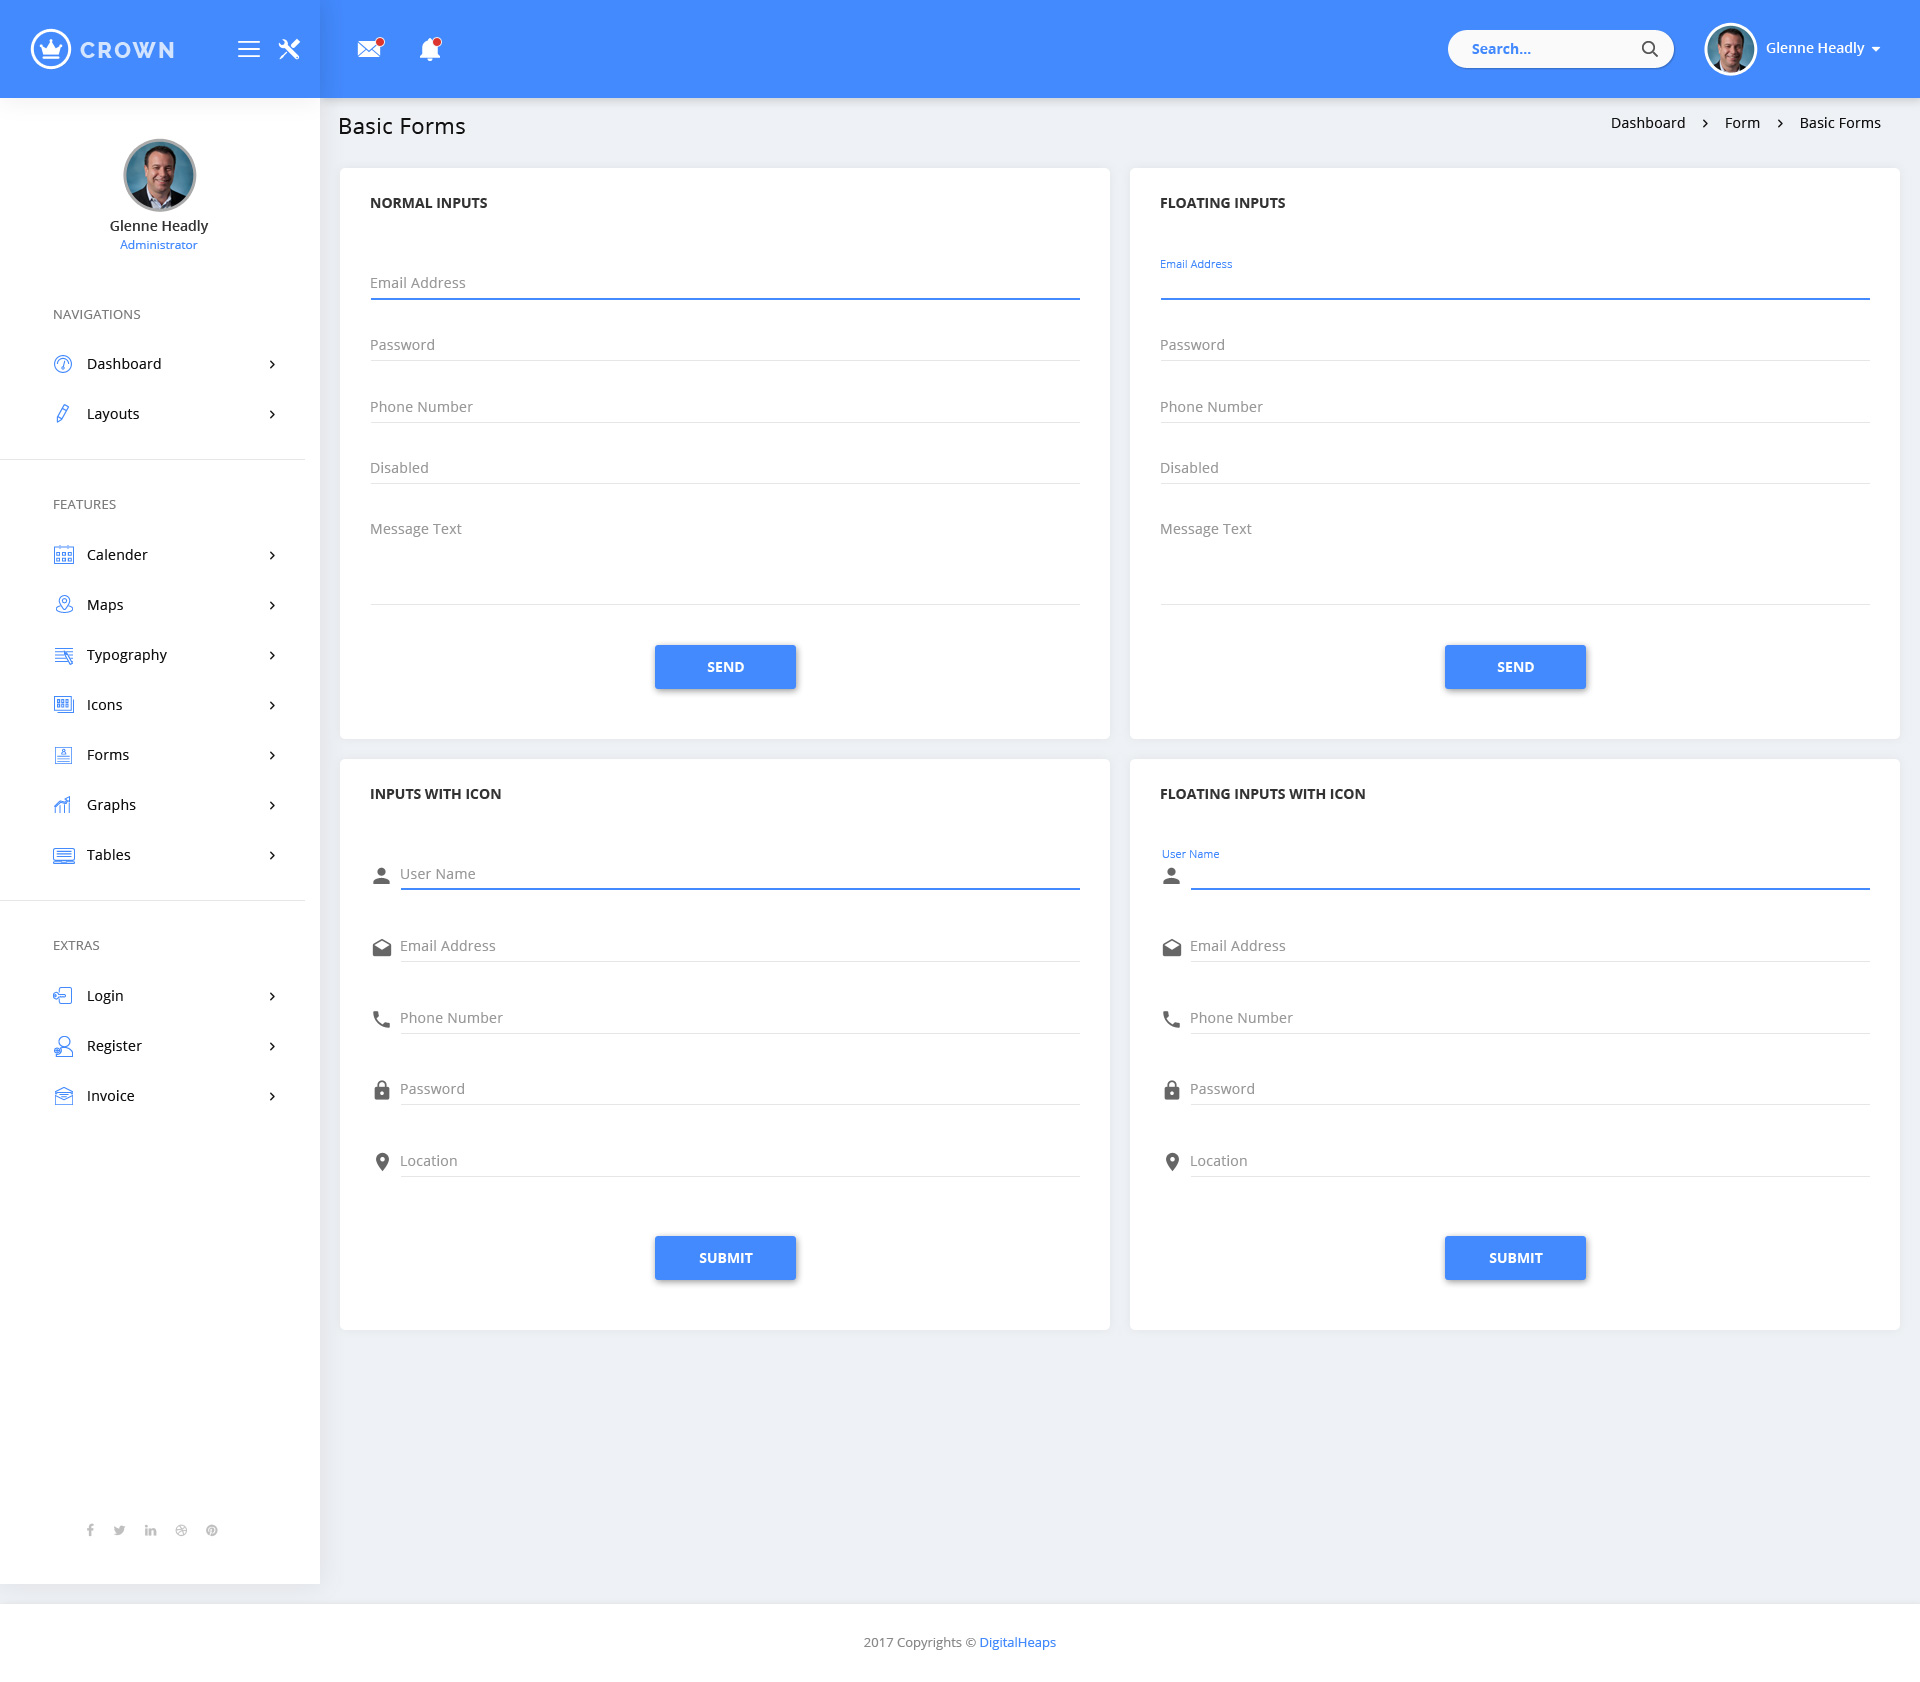 CROWN
Search...
Glenne Headly
Basic Forms
Dashboard > Form > Basic Forms
Glenne Headly
Administrator
NAVIGATIONS
Dashboard
Layouts
FEATURES
Calender
Maps
Typography
Icons
Forms
Graphs
Tables
EXTRAS
Login
Register
Invoice
NORMAL INPUTS
Email Address
Password
Phone Number
Disabled
Message Text
SEND
FLOATING INPUTS
Email Address
Password
Phone Number
Disabled
Message Text
SEND
INPUTS WITH ICON
User Name
Email Address
Phone Number
Password
Location
SUBMIT
FLOATING INPUTS WITH ICON
User Name
Email Address
Phone Number
Password
Location
SUBMIT
2017 Copyrights © DigitalHeaps